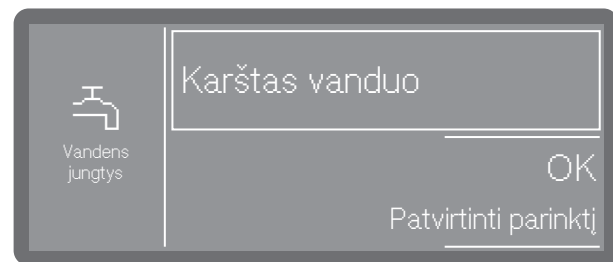 Vandens
jungtys
Karštas vanduo
OK
Patvirtinti parinktį